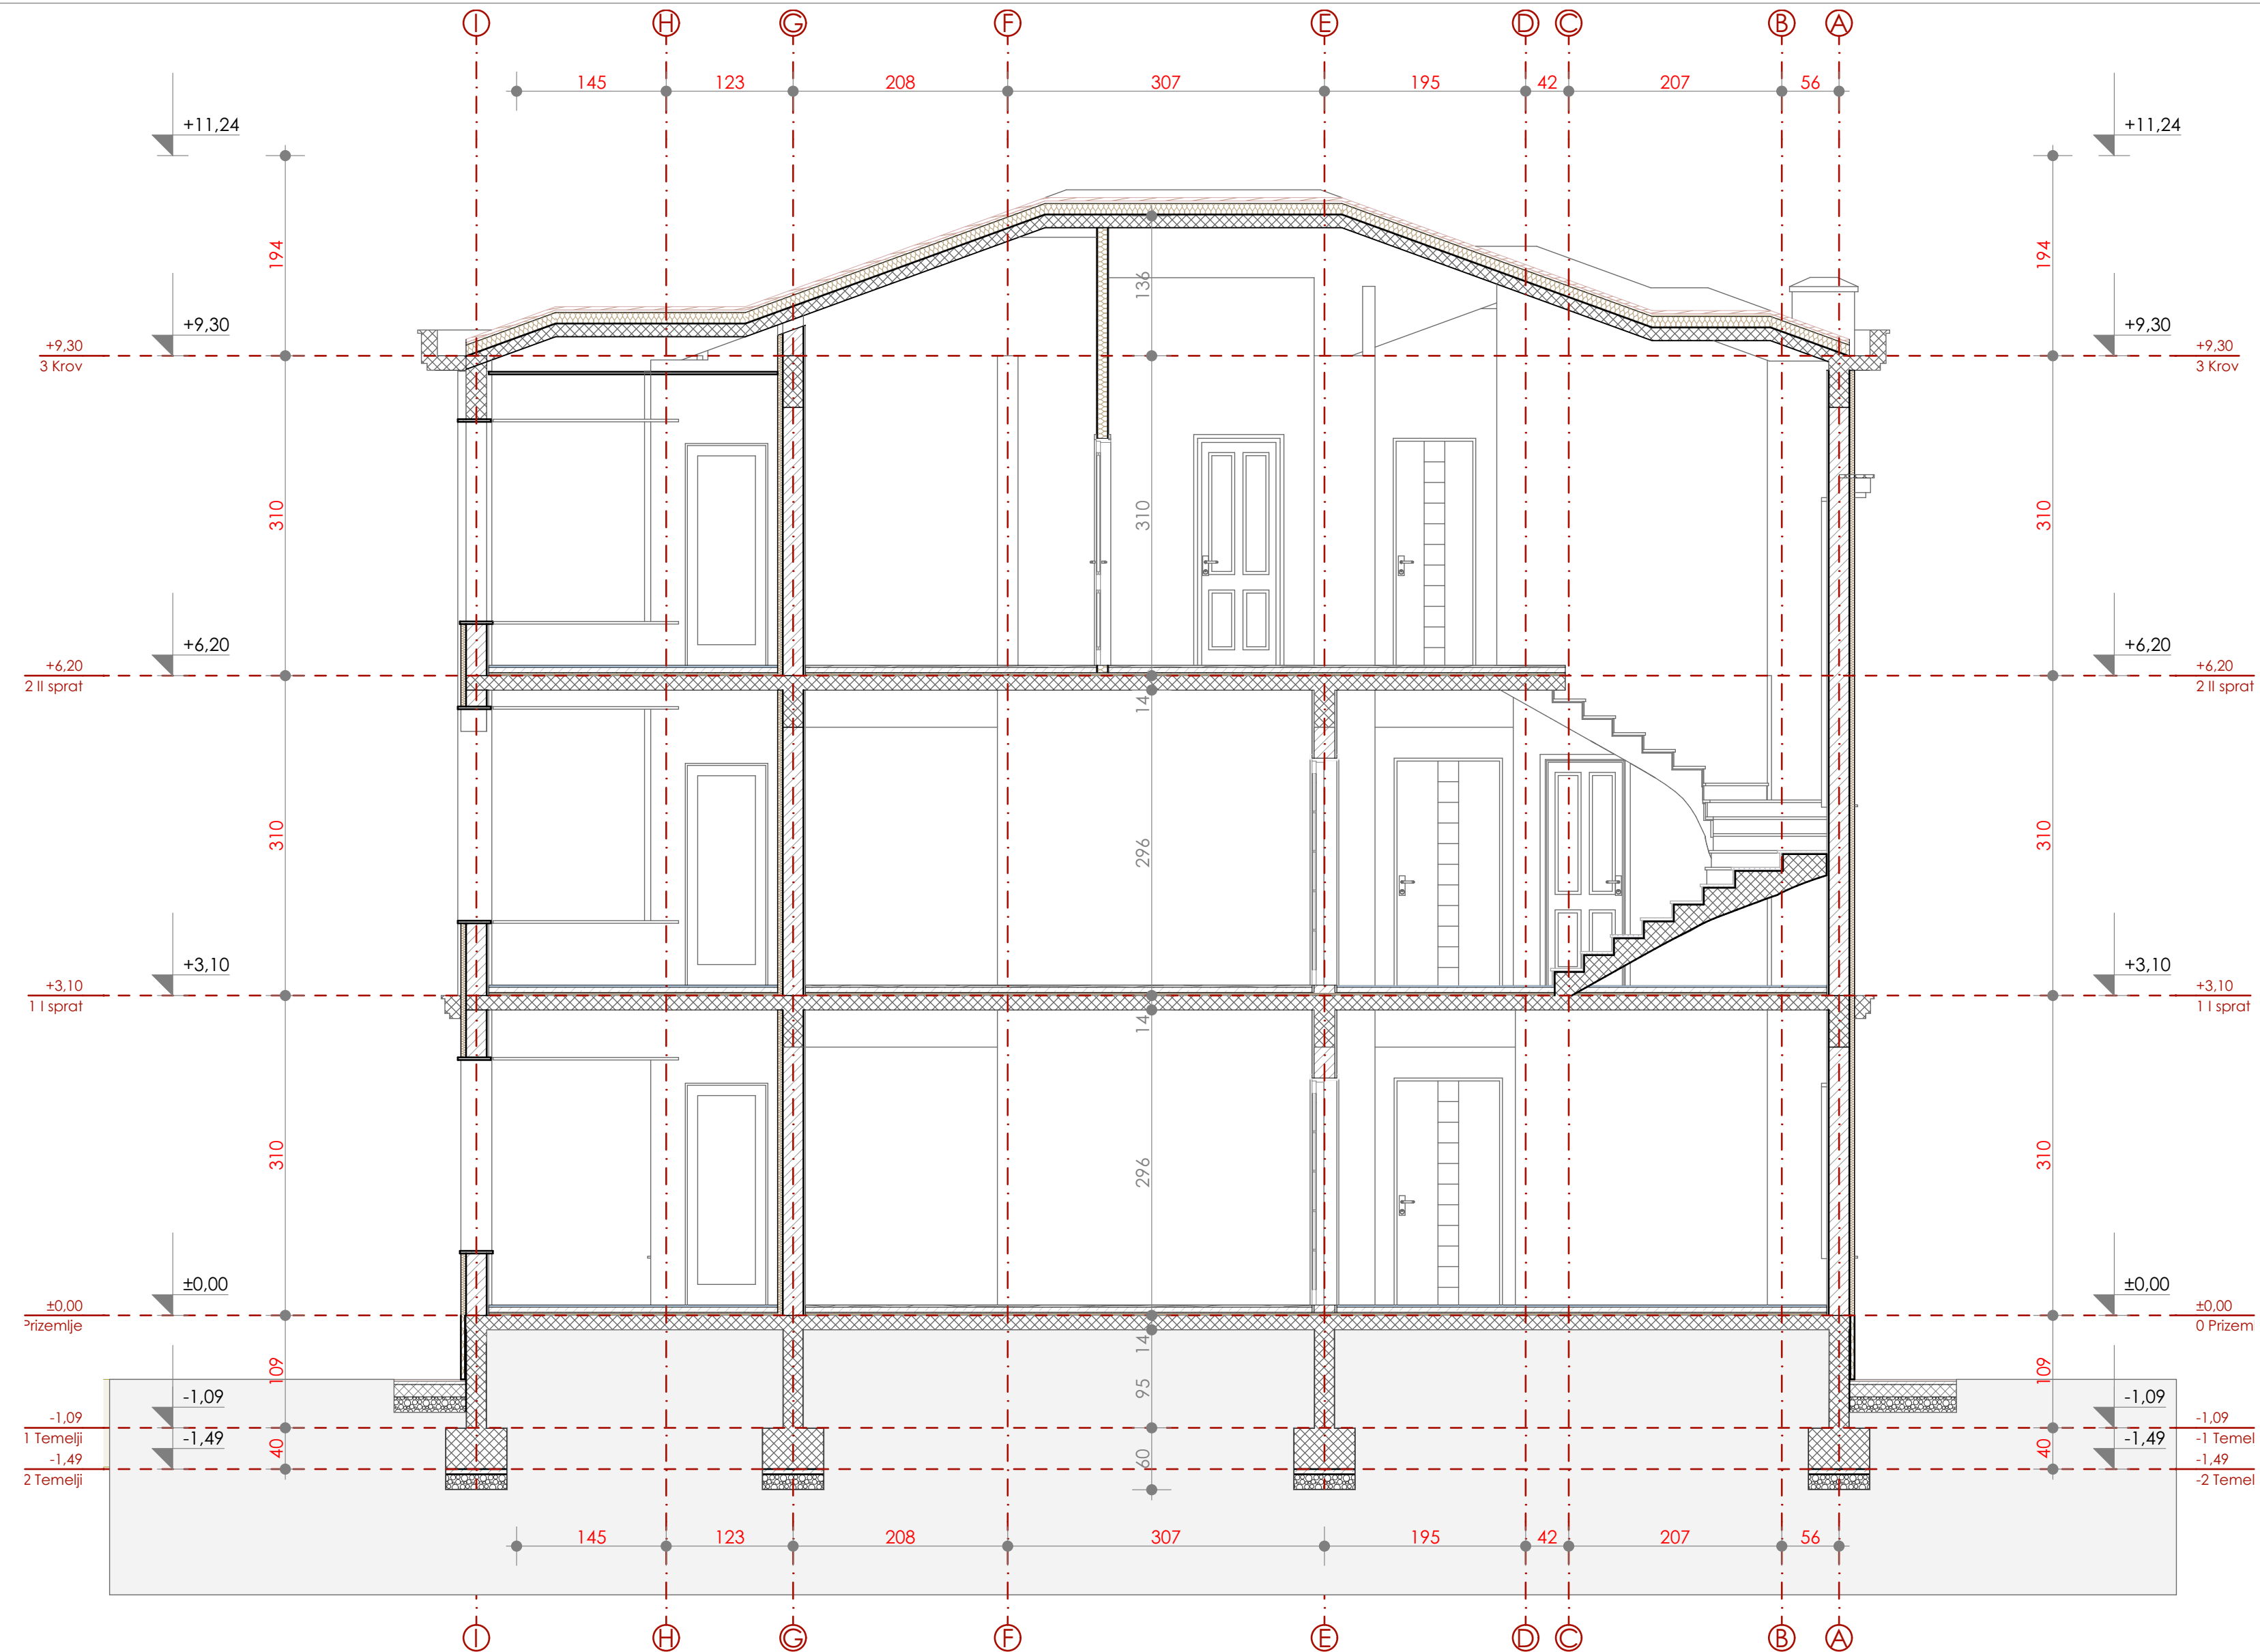 I H G F E D C B A
145 123 208 307 195 42 207 56
+11,24 +11,24
194 136 194
+9,30 +9,30
+9,30 +9,30
3 Krov 3 Krov
310 310 310
+6,20 +6,20
+6,20 +6,20
2 II sprat 2 II sprat
14
310 296 310
+3,10 +3,10
+3,10 +3,10
1 I sprat 1 I sprat
14
310 296 310
±0,00 ±0,00
±0,00 ±0,00
Prizemlje 0 Prizem
14
109 95 109
-1,09 -1,09
-1,09 -1,09
1 Temelji -1 Temel
-1,49 -1,49
40 60 40
-1,49 -1,49
2 Temelji -2 Temel
145 123 208 307 195 42 207 56
I H G F E D C B A